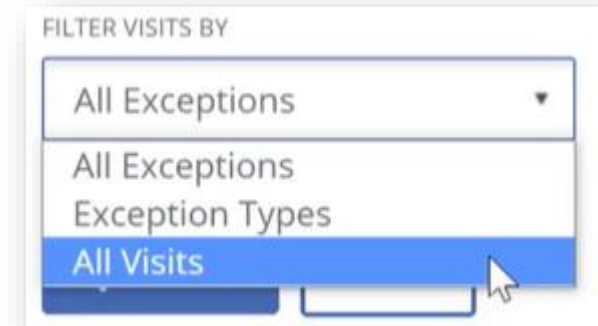 FILTER VISITS BY
All Exceptions
All Exceptions
Exception Types
All Visits